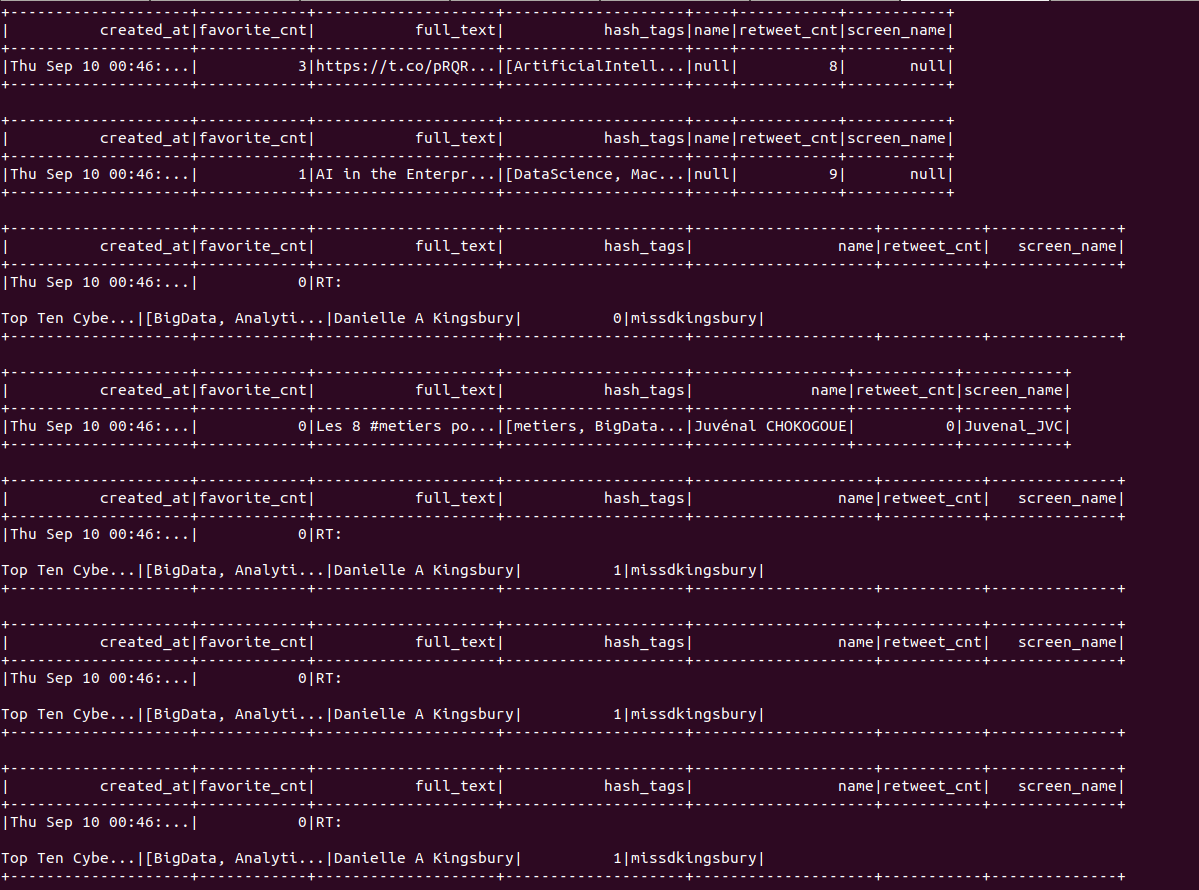 +--------------------+------------+--------------------+--------------------+----+-----------+-----------+
|          created_at|favorite_cnt|           full_text|           hash_tags|name|retweet_cnt|screen_name|
+--------------------+------------+--------------------+--------------------+----+-----------+-----------+
|Thu Sep 10 00:46:...|           3|https://t.co/pRQR...|[ArtificialIntell...|null|          8|       null|
+--------------------+------------+--------------------+--------------------+----+-----------+-----------+
+--------------------+------------+--------------------+--------------------+----+-----------+-----------+
|          created_at|favorite_cnt|           full_text|           hash_tags|name|retweet_cnt|screen_name|
+--------------------+------------+--------------------+--------------------+----+-----------+-----------+
|Thu Sep 10 00:46:...|           1|AI in the Enterpr...|[DataScience, Mac...|null|          9|       null|
+--------------------+------------+--------------------+--------------------+----+-----------+-----------+
+--------------------+------------+--------------------+--------------------+--------------------+-----------+--------------+
|          created_at|favorite_cnt|           full_text|           hash_tags|                name|retweet_cnt|   screen_name|
+--------------------+------------+--------------------+--------------------+--------------------+-----------+--------------+
|Thu Sep 10 00:46:...|           0|RT:
Top Ten Cybe...|[BigData, Analyti...|Danielle A Kingsbury|          0|missdkingsbury|
+--------------------+------------+--------------------+--------------------+--------------------+-----------+--------------+
+--------------------+------------+--------------------+--------------------+-----------------+-----------+-----------+
|          created_at|favorite_cnt|           full_text|           hash_tags|             name|retweet_cnt|screen_name|
+--------------------+------------+--------------------+--------------------+-----------------+-----------+-----------+
|Thu Sep 10 00:46:...|           0|Les 8 #metiers po...|[metiers, BigData...|Juvénal CHOKOGOUE|          0|Juvenal_JVC|
+--------------------+------------+--------------------+--------------------+-----------------+-----------+-----------+
+--------------------+------------+--------------------+--------------------+--------------------+-----------+--------------+
|          created_at|favorite_cnt|           full_text|           hash_tags|                name|retweet_cnt|   screen_name|
+--------------------+------------+--------------------+--------------------+--------------------+-----------+--------------+
|Thu Sep 10 00:46:...|           0|RT:
Top Ten Cybe...|[BigData, Analyti...|Danielle A Kingsbury|          1|missdkingsbury|
+--------------------+------------+--------------------+--------------------+--------------------+-----------+--------------+
+--------------------+------------+--------------------+--------------------+--------------------+-----------+--------------+
|          created_at|favorite_cnt|           full_text|           hash_tags|                name|retweet_cnt|   screen_name|
+--------------------+------------+--------------------+--------------------+--------------------+-----------+--------------+
|Thu Sep 10 00:46:...|           0|RT:
Top Ten Cybe...|[BigData, Analyti...|Danielle A Kingsbury|          1|missdkingsbury|
+--------------------+------------+--------------------+--------------------+--------------------+-----------+--------------+
+--------------------+------------+--------------------+--------------------+--------------------+-----------+--------------+
|          created_at|favorite_cnt|           full_text|           hash_tags|                name|retweet_cnt|   screen_name|
+--------------------+------------+--------------------+--------------------+--------------------+-----------+--------------+
|Thu Sep 10 00:46:...|           0|RT:
Top Ten Cybe...|[BigData, Analyti...|Danielle A Kingsbury|          1|missdkingsbury|
+--------------------+------------+--------------------+--------------------+--------------------+-----------+--------------+